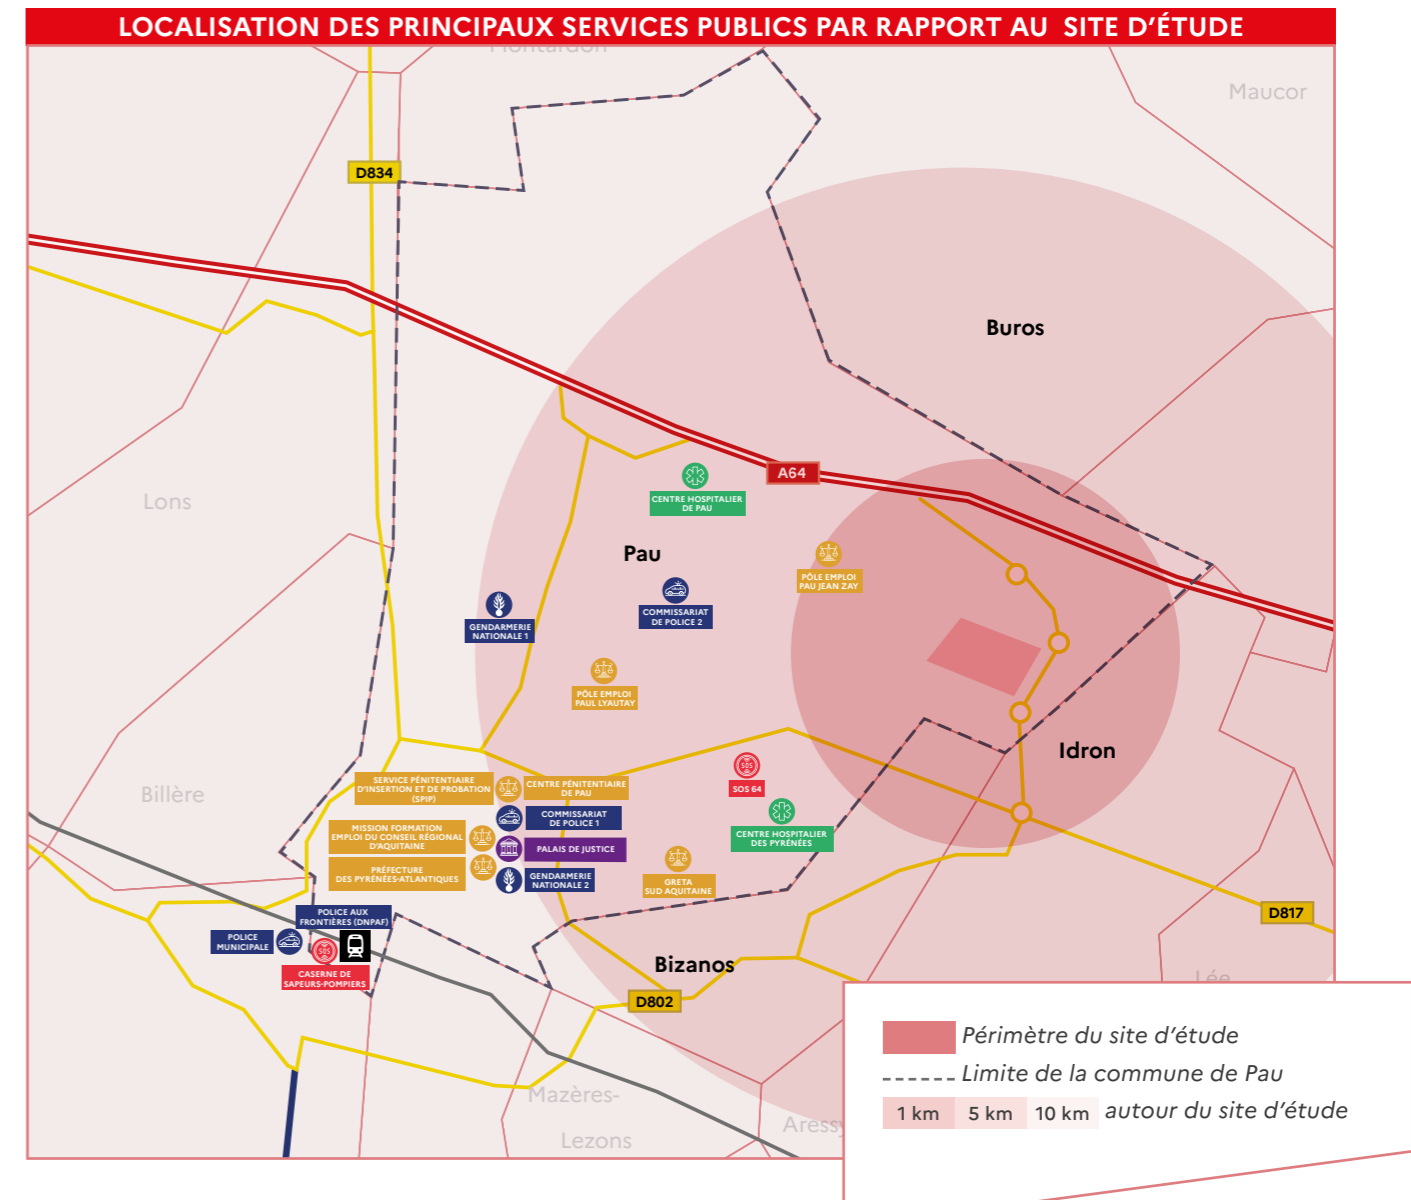 LOCALISATION DES PRINCIPAUX SERVICES PUBLICS PAR RAPPORT AU SITE D'ÉTUDE
Montardon
Maucor
D834
Buros
A64
Lons
CENTRE HOSPITALIER
DE PAU
Pau
PÔLE EMPLOI
PAU JEAN ZAY
COMMISSARIAT
DE POLICE 2
GENDARMERIE
NATIONALE 1
PÔLE EMPLOI
PAUL LYAUTAY
Idron
SOS
SOS 64
Billère
SERVICE PÉNITENTIAIRE
D'INSERTION ET DE PROBATION
(SPIP)
CENTRE PÉNITENTIAIRE
DE PAU
COMMISSARIAT
DE POLICE 1
MISSION FORMATION
EMPLOI DU CONSEIL RÉGIONAL
D'AQUITAINE
PALAIS DE JUSTICE
PRÉFECTURE
DES PYRÉNÉES-ATLANTIQUES
GENDARMERIE
NATIONALE 2
CENTRE HOSPITALIER
DES PYRÉNÉES
GRETA
SUD AQUITAINE
D817
POLICE AUX
FRONTIÈRES (DNPAF)
POLICE
MUNICIPALE
SOS
CASERNE DE
SAPEURS-POMPIERS
Bizanos
Lée
D802
Mazères-
Lezons
Aressy
Périmètre du site d'étude
Limite de la commune de Pau
1 km 5 km 10 km autour du site d'étude